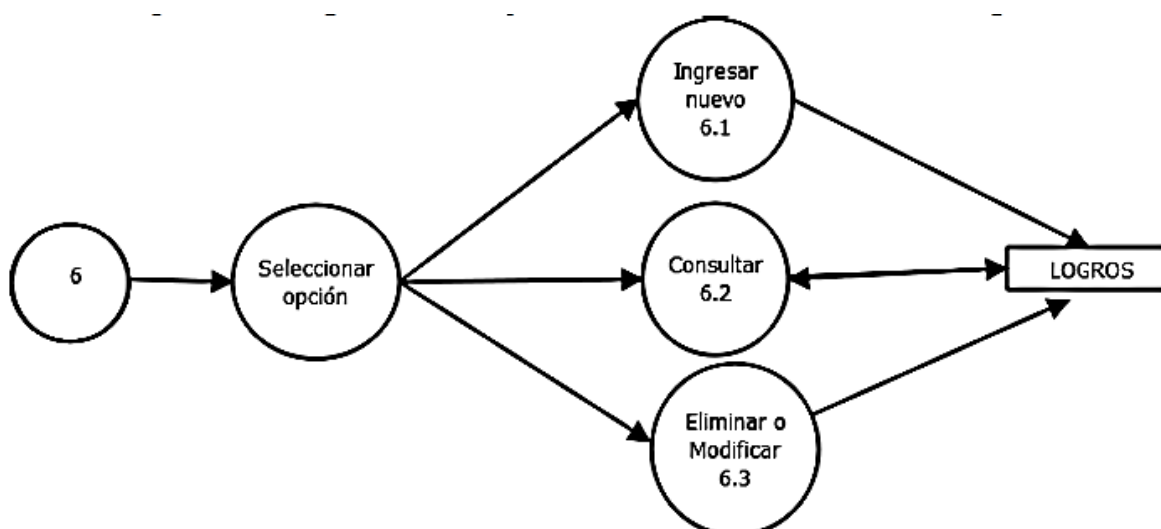 6
Seleccionar
opción
Ingresar
nuevo
6.1
Consultar
6.2
Eliminar o
Modificar
6.3
LOGROS